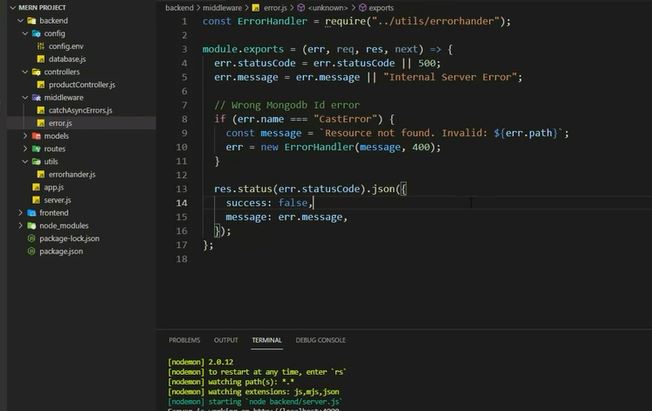 MERN PROJECT
backend
config
config.env
database.js
controllers
productController.js
middleware
catchAsyncErrors.js
error.js
models
routes
utils
errorhander.js
app.js
server.js
frontend
node_modules
package-lock.json
package.json
backend > middleware > error.js > <unknown> > exports
1 const ErrorHandler = require("../utils/errorhander");
2
3 module.exports = (err, req, res, next) => {
4 err.statusCode = err.statusCode || 500;
5 err.message = err.message || "Internal Server Error";
6
7 // Wrong Mongodb Id error
8 if (err.name === "CastError") {
9 const message = `Resource not found. Invalid: ${err.path}`;
10 err = new ErrorHandler(message, 400);
11 }
12
13 res.status(err.statusCode).json({
14 success: false,
15 message: err.message,
16 });
17 };
18
PROBLEMS OUTPUT TERMINAL DEBUG CONSOLE
[nodemon] 2.0.12
[nodemon] to restart at any time, enter `rs`
[nodemon] watching path(s): *.*
[nodemon] watching extensions: js,mjs,json
[nodemon] starting `node backend/server.js`